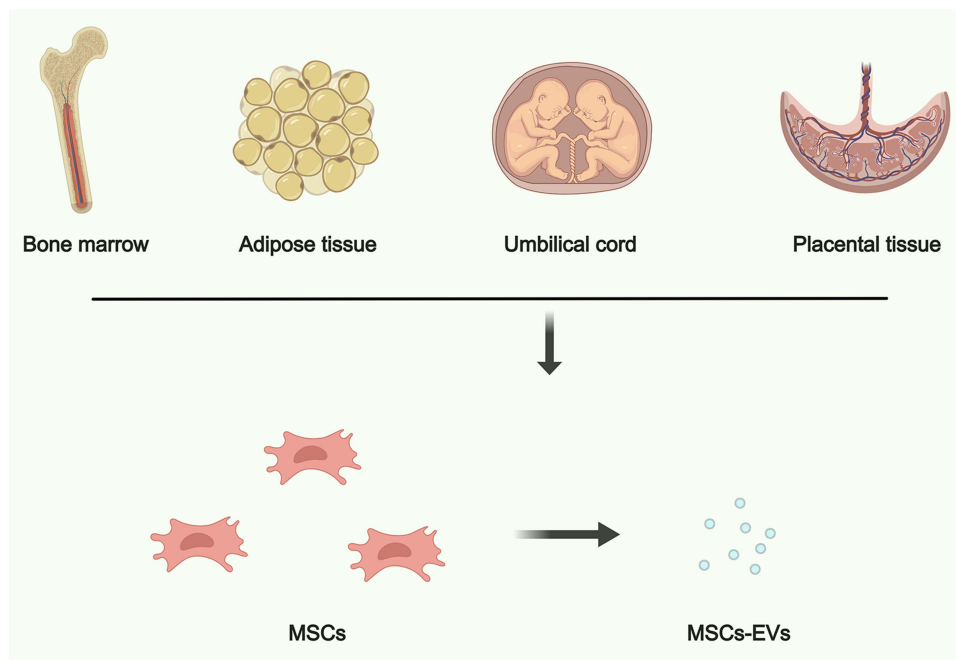 Bone marrow
Adipose tissue
Umbilical cord
Placental tissue
MSCs
MSCs-EVs